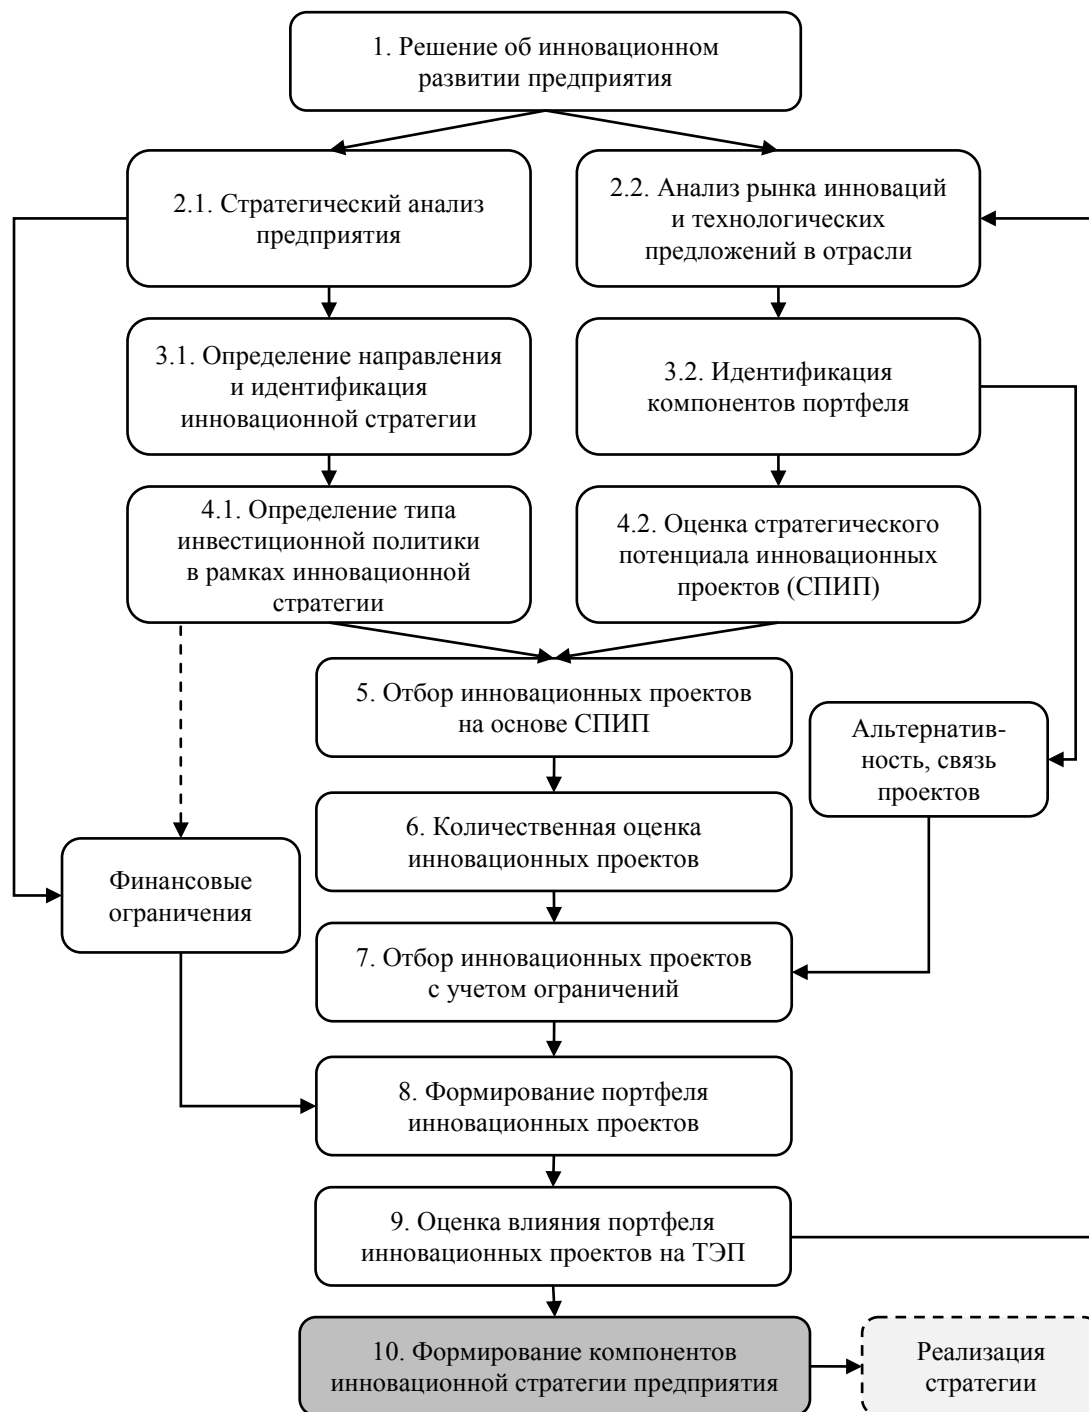 1. Решение об инновационном
развитии предприятия
2.1. Стратегический анализ
предприятия
2.2. Анализ рынка инноваций
и технологических
предложений в отрасли
3.1. Определение направления
и идентификация
инновационной стратегии
3.2. Идентификация
компонентов портфеля
4.1. Определение типа
инвестиционной политики
в рамках инновационной
стратегии
4.2. Оценка стратегического
потенциала инновационных
проектов (СПИП)
5. Отбор инновационных проектов
на основе СПИП
Альтернатив-
ность, связь
проектов
6. Количественная оценка
инновационных проектов
Финансовые
ограничения
7. Отбор инновационных проектов
с учетом ограничений
8. Формирование портфеля
инновационных проектов
9. Оценка влияния портфеля
инновационных проектов на ТЭП
10. Формирование компонентов
инновационной стратегии предприятия
Реализация
стратегии